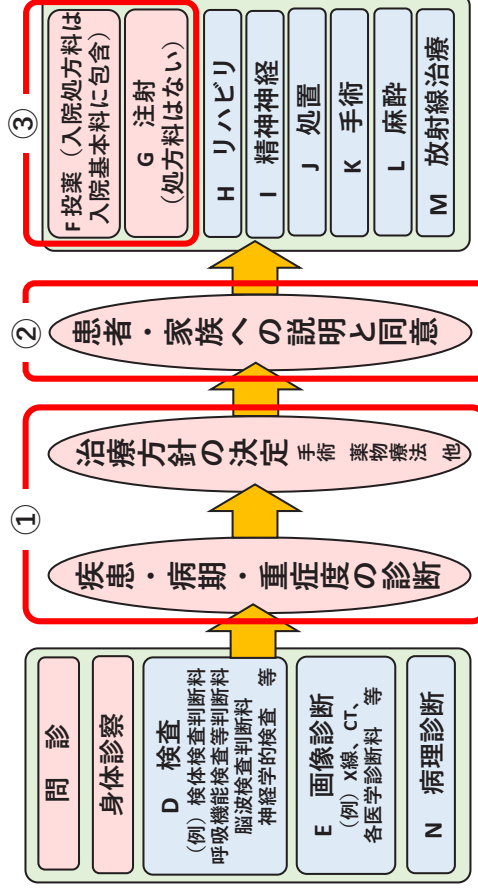 問　診
身体診察
D　検査
（例）検体検査判断料
呼吸機能検査等判断料
脳波検査判断料
神経学的検査　等
E　画像診断
（例）X線、CT、
各医学診断料　等
N　病理診断
①
疾患・病期・重症度の診断
治療方針の決定 手術　薬物療法　他
②
患者・家族への説明と同意
③
F 投薬（入院処方料は
入院基本料に包含）
G　注射
（処方料はない）
H　リハビリ
I　精神神経
J　処置
K　手術
L　麻酔
M　放射線治療